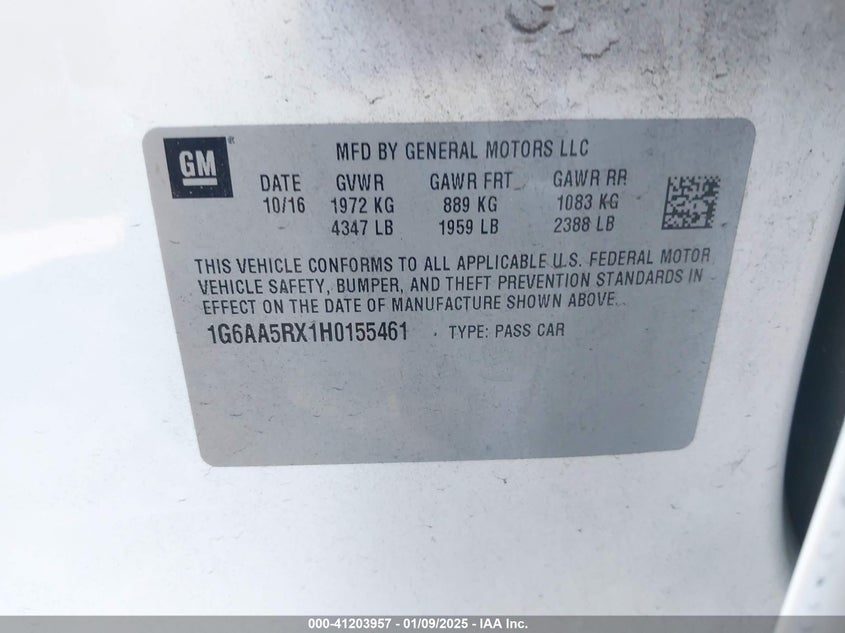 GM
MFD BY GENERAL MOTORS LLC
DATE GVWR GAWR FRT GAWR RR
10/16 1972 KG 889 KG 1083 KG
4347 LB 1959 LB 2388 LB
THIS VEHICLE CONFORMS TO ALL APPLICABLE U.S. FEDERAL MOTOR
VEHICLE SAFETY, BUMPER, AND THEFT PREVENTION STANDARDS IN
EFFECT ON THE DATE OF MANUFACTURE SHOWN ABOVE.
1G6AA5RX1H0155461 TYPE: PASS CAR
000-41203957 - 01/09/2025 - IAA Inc.